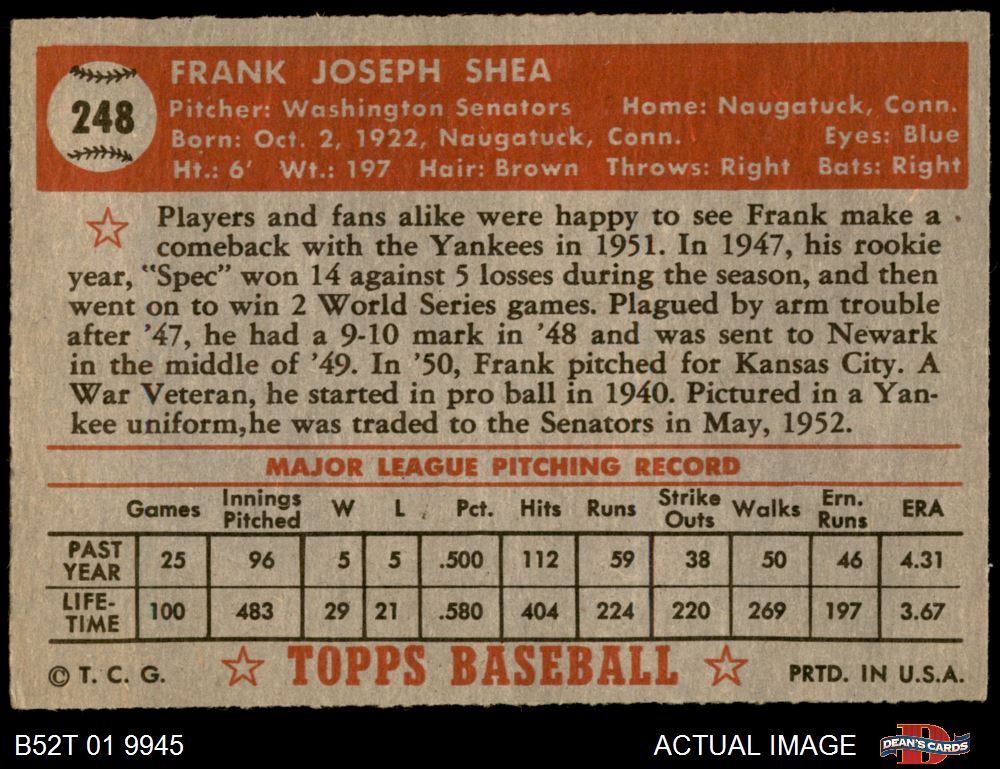 248
FRANK JOSEPH SHEA
Pitcher: Washington Senators Home: Naugatuck, Conn.
Born: Oct. 2, 1922, Naugatuck, Conn. Eyes: Blue
Ht.: 6' Wt.: 197 Hair: Brown Throws: Right Bats: Right
Players and fans alike were happy to see Frank make a
comeback with the Yankees in 1951. In 1947, his rookie
year, "Spec" won 14 against 5 losses during the season, and then
went on to win 2 World Series games. Plagued by arm trouble
after '47, he had a 9-10 mark in '48 and was sent to Newark
in the middle of '49. In '50, Frank pitched for Kansas City. A
War Veteran, he started in pro ball in 1940. Pictured in a Yan-
kee uniform,he was traded to the Senators in May, 1952.
MAJOR LEAGUE PITCHING RECORD
Games Innings Pitched W L Pct. Hits Runs Strike Outs Walks Ern. Runs ERA
PAST YEAR 25 96 5 5 .500 112 59 38 50 46 4.31
LIFE-TIME 100 483 29 21 .580 404 224 220 269 197 3.67
© T. C. G. TOPPS BASEBALL PRTD. IN U.S.A.
B52T 01 9945 ACTUAL IMAGE DEAN'S CARDS